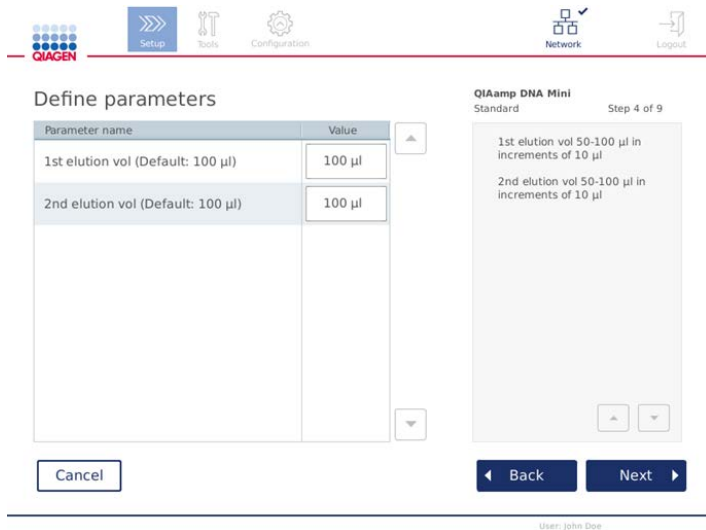 QIAGEN
Setup
Tools
Configuration
Network
Logout
Define parameters
Parameter name Value
1st elution vol (Default: 100 µl) 100 µl
2nd elution vol (Default: 100 µl) 100 µl
QIAamp DNA Mini
Standard Step 4 of 9
1st elution vol 50-100 µl in
increments of 10 µl
2nd elution vol 50-100 µl in
increments of 10 µl
Cancel
Back
Next
User: John Doe